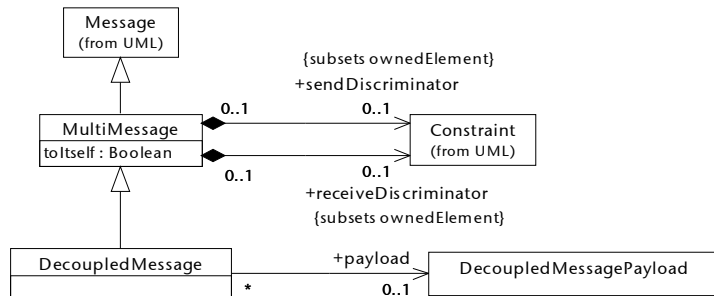 Message
(from UML)
{subsets ownedElement}
+sendDiscriminator
0..1
0..1
MultiMessage
toItself : Boolean
Constraint
(from UML)
0..1
0..1
+receiveDiscriminator
{subsets ownedElement}
DecoupledMessage
+payload
DecoupledMessagePayload
*
0..1